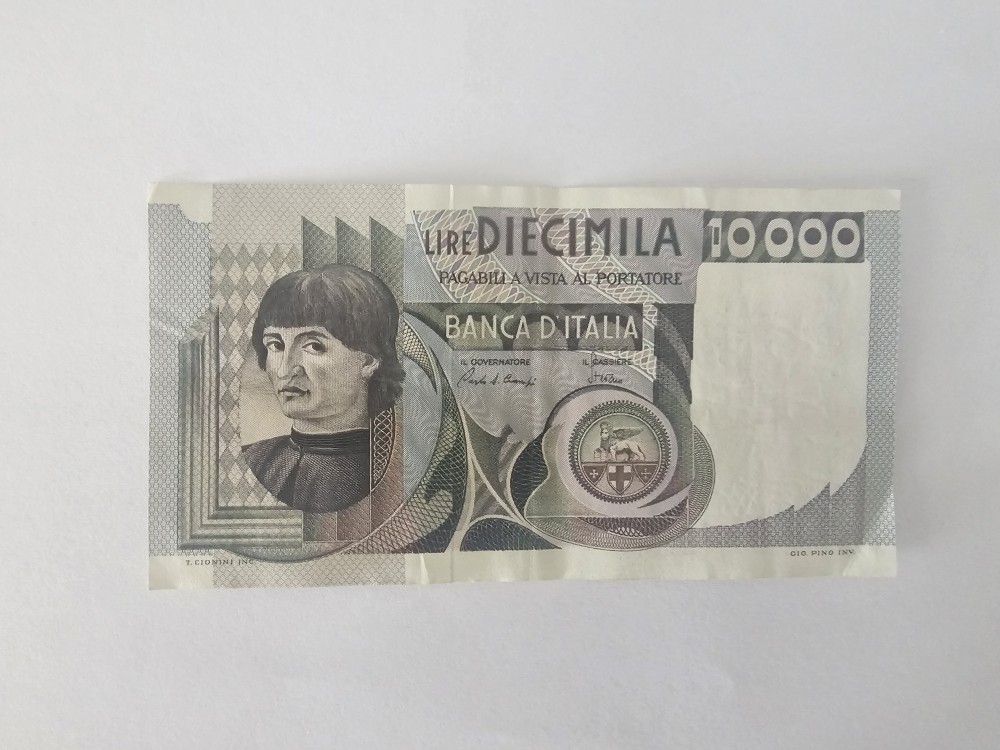 LIRE DIECIMILA
10000
PAGABILI A VISTA AL PORTATORE
BANCA D'ITALIA
IL GOVERNATORE
IL CASSIERE
T. CIONINI INC.
GIO. PINO INV.